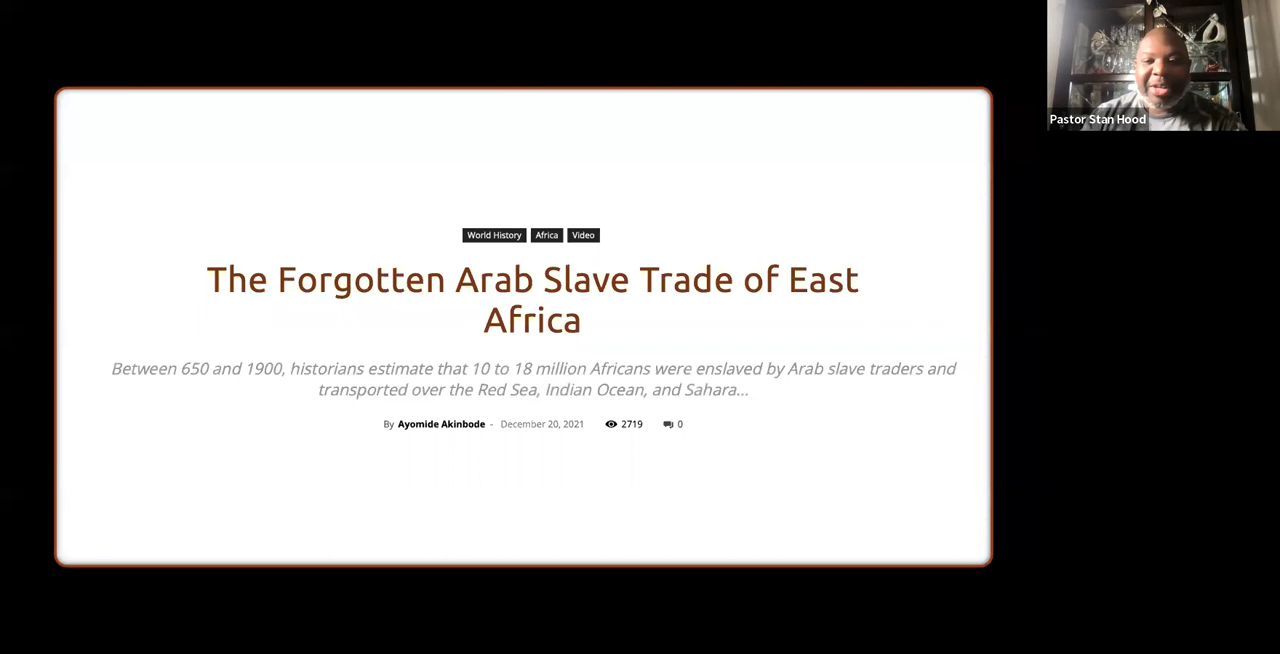 World History Africa Video
The Forgotten Arab Slave Trade of East
Africa
Between 650 and 1900, historians estimate that 10 to 18 million Africans were enslaved by Arab slave traders and
transported over the Red Sea, Indian Ocean, and Sahara...
By Ayomide Akinbode - December 20, 2021 2719 0
Pastor Stan Hood